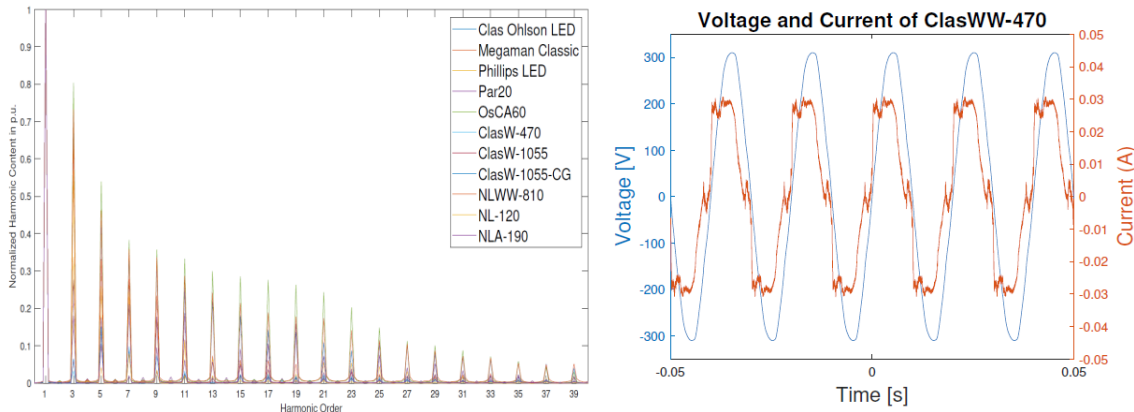 1
0.9
0.8
0.7
0.6
0.5
0.4
0.3
0.2
0.1
0
Normalized Harmonic Content in p.u.
1 3 5 7 9 11 13 15 17 19 21 23 25 27 29 31 33 35 37 39
Harmonic Order
Clas Ohlson LED
Megaman Classic
Phillips LED
Par20
OsCA60
ClasW-470
ClasW-1055
ClasW-1055-CG
NLWW-810
NL-120
NLA-190
Voltage and Current of ClasWW-470
300
200
100
0
-100
-200
-300
Voltage [V]
0.05
0.04
0.03
0.02
0.01
0
-0.01
-0.02
-0.03
-0.04
-0.05
Current (A)
-0.05 0 0.05
Time [s]